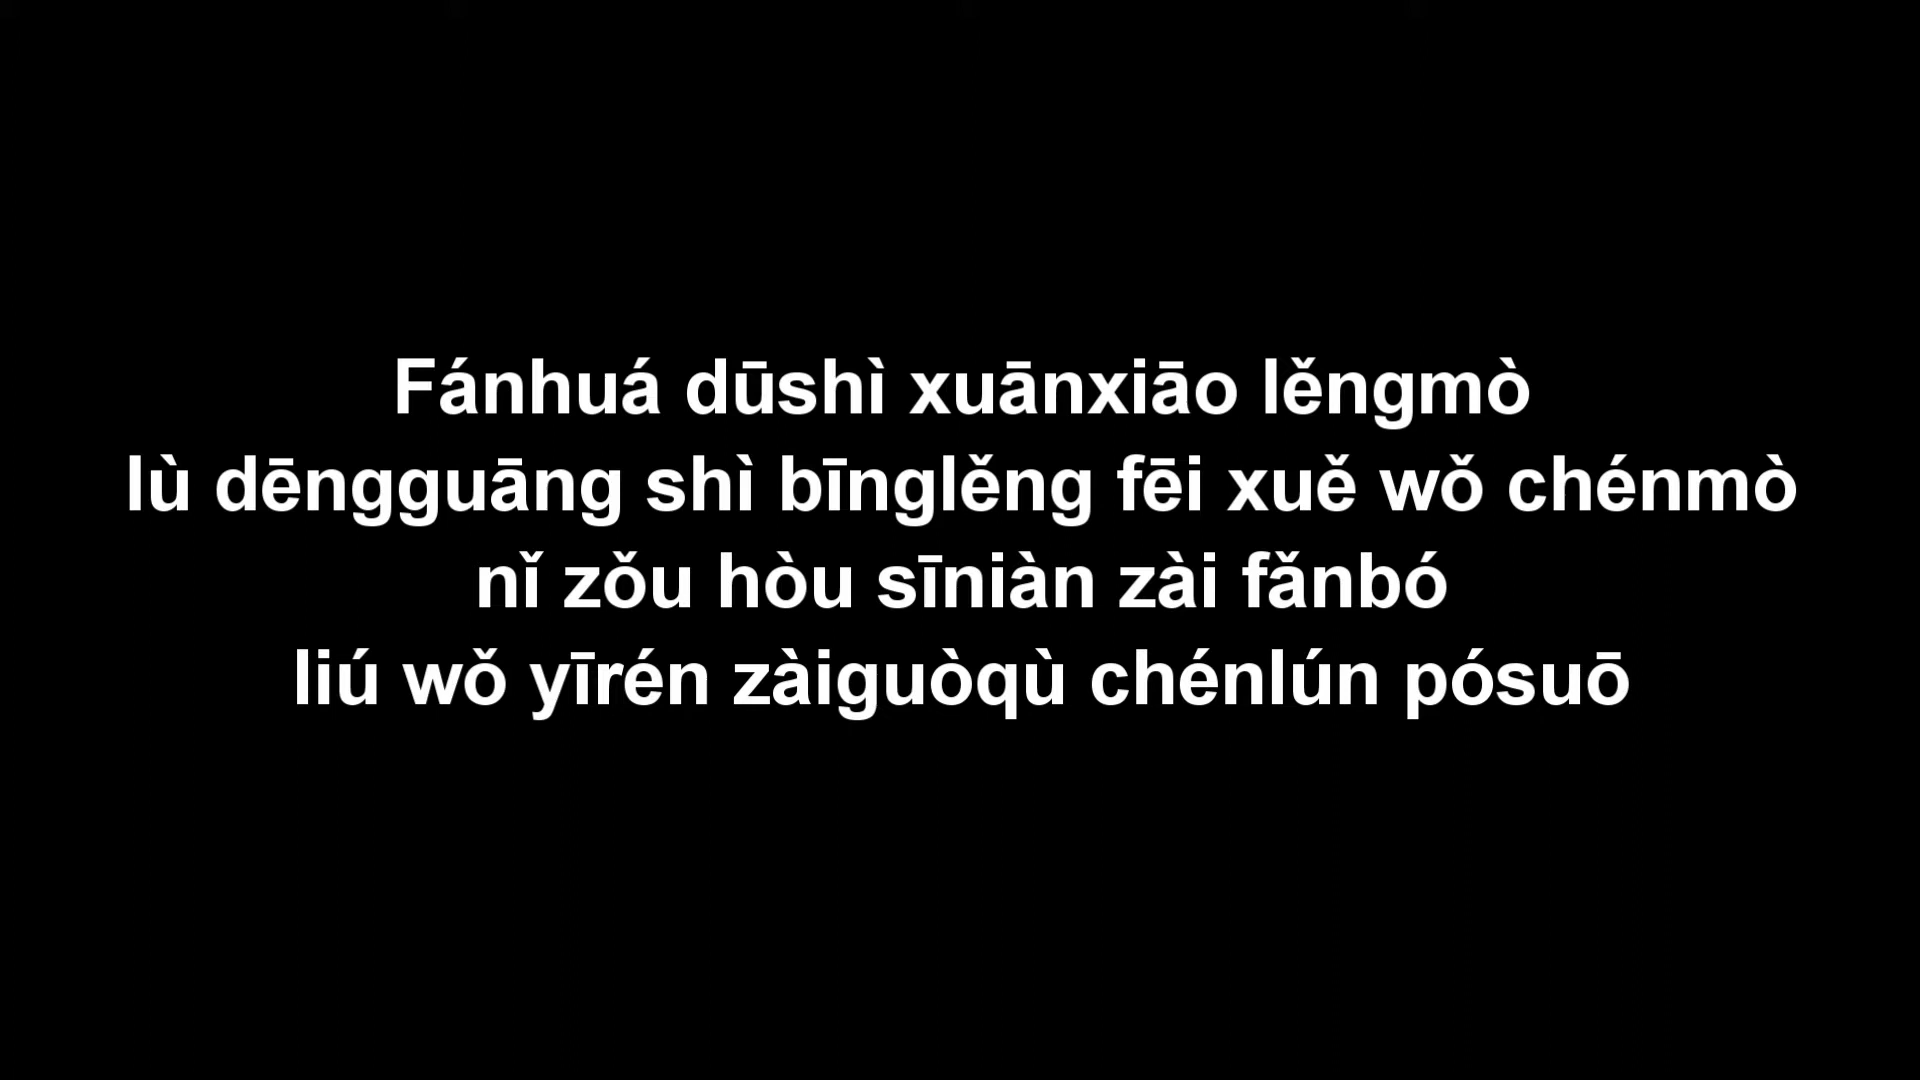 Fánhuá dūshì xuānxiāo lěngmò
lù dēngguāng shì bīnglěng fēi xuě wǒ chénmò
nǐ zǒu hòu sīniàn zài fǎnbó
liú wǒ yīrén zàiguòqù chénlún pósuō